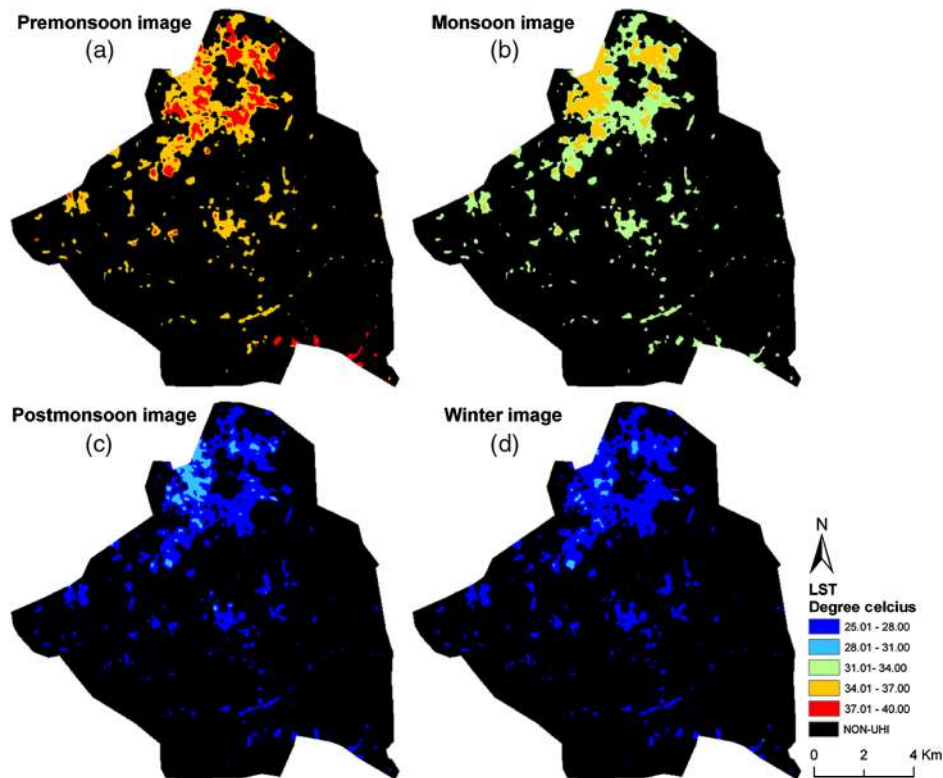 Premonsoon image
(a)
Monsoon image
(b)
Postmonsoon image
(c)
Winter image
(d)
N
LST
Degree celcius
25.01 - 28.00
28.01 - 31.00
31.01- 34.00
34.01 - 37.00
37.01 - 40.00
NON-UHI
0 2 4 Km